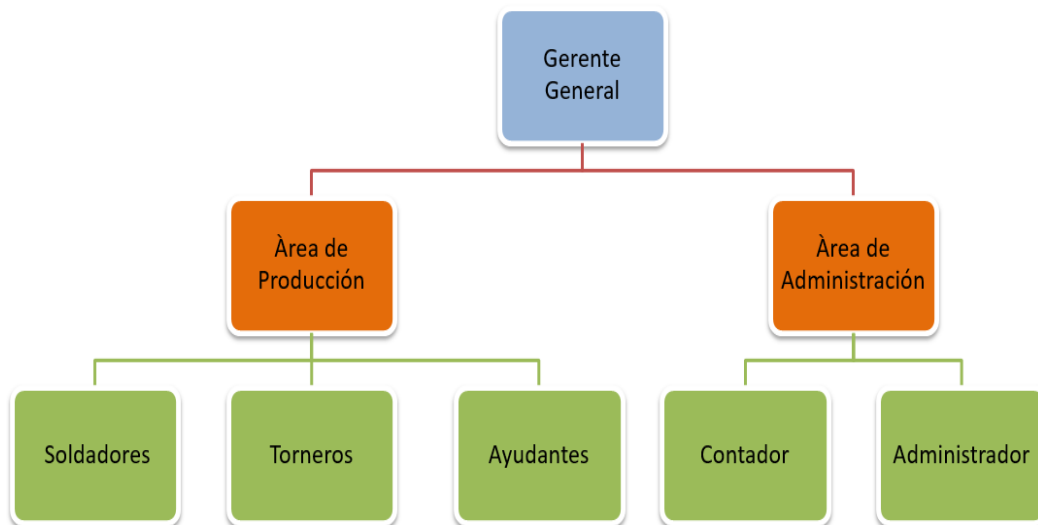 Gerente
General
Àrea de
Producción
Àrea de
Administración
Soldadores
Torneros
Ayudantes
Contador
Administrador